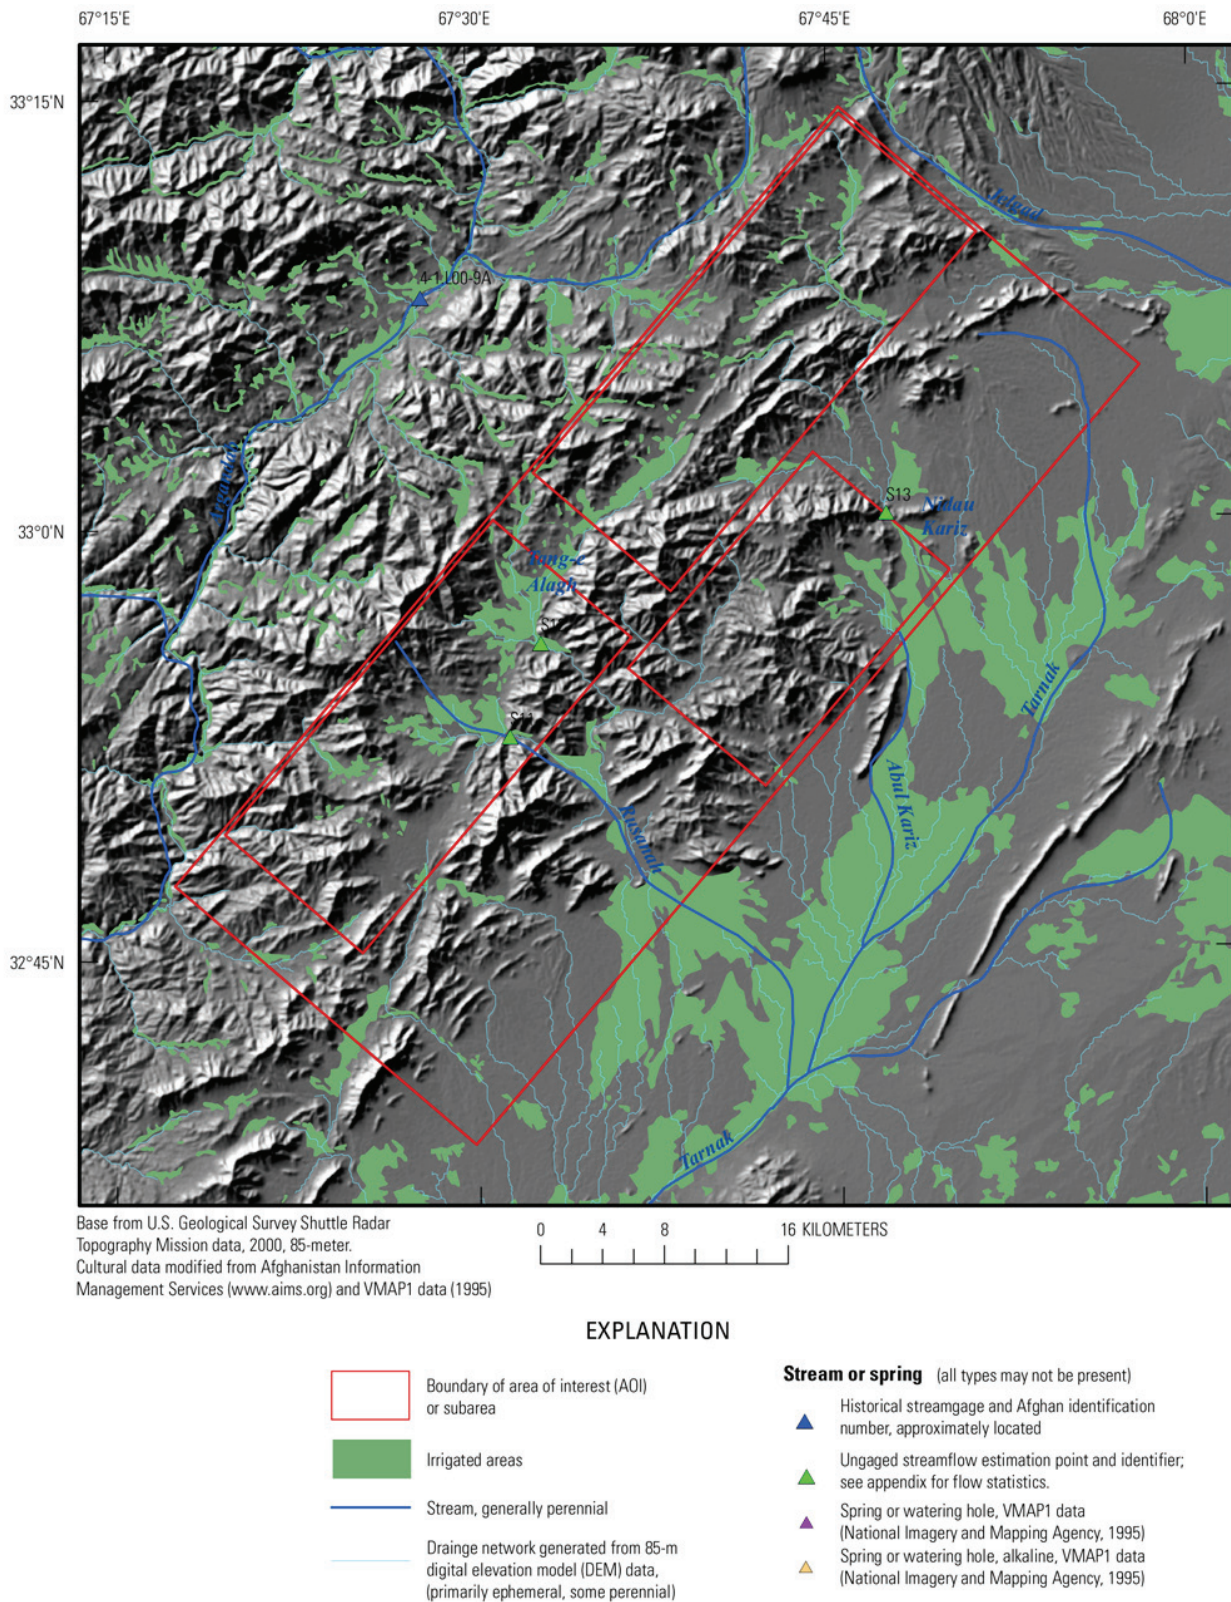 67°15'E 67°30'E 67°45'E 68°0'E
33°15'N
Jelgad
4-1.L00-9A
Argandab
S13
Nidau
Kariz
33°0'N
Tang-e
Alagh
Tarnak
Abul Kariz
Rusanah
32°45'N
Tarnak
Base from U.S. Geological Survey Shuttle Radar
Topography Mission data, 2000, 85-meter.
Cultural data modified from Afghanistan Information
Management Services (www.aims.org) and VMAP1 data (1995)
0 4 8 16 KILOMETERS
EXPLANATION
Boundary of area of interest (AOI)
or subarea
Irrigated areas
Stream, generally perennial
Drainge network generated from 85-m
digital elevation model (DEM) data,
(primarily ephemeral, some perennial)
Stream or spring (all types may not be present)
Historical streamgage and Afghan identification
number, approximately located
Ungaged streamflow estimation point and identifier;
see appendix for flow statistics.
Spring or watering hole, VMAP1 data
(National Imagery and Mapping Agency, 1995)
Spring or watering hole, alkaline, VMAP1 data
(National Imagery and Mapping Agency, 1995)